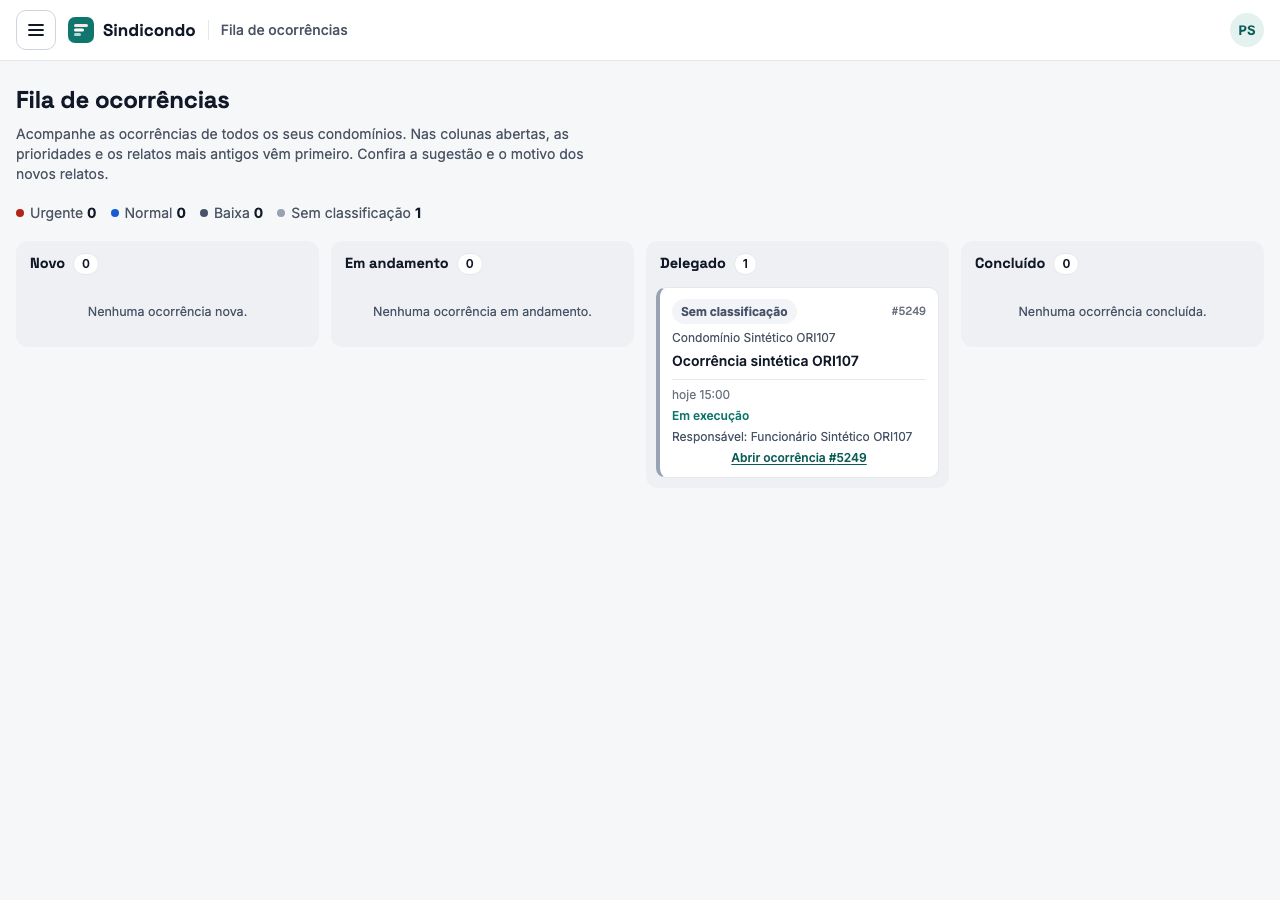 Sindicondo
Fila de ocorrências
PS
Fila de ocorrências
Acompanhe as ocorrências de todos os seus condomínios. Nas colunas abertas, as
prioridades e os relatos mais antigos vêm primeiro. Confira a sugestão e o motivo dos
novos relatos.
Urgente 0 Normal 0 Baixa 0 Sem classificação 1
Novo 0
Nenhuma ocorrência nova.
Em andamento 0
Nenhuma ocorrência em andamento.
Delegado 1
Sem classificação #5249
Condomínio Sintético ORI107
Ocorrência sintética ORI107
hoje 15:00
Em execução
Responsável: Funcionário Sintético ORI107
Abrir ocorrência #5249
Concluído 0
Nenhuma ocorrência concluída.